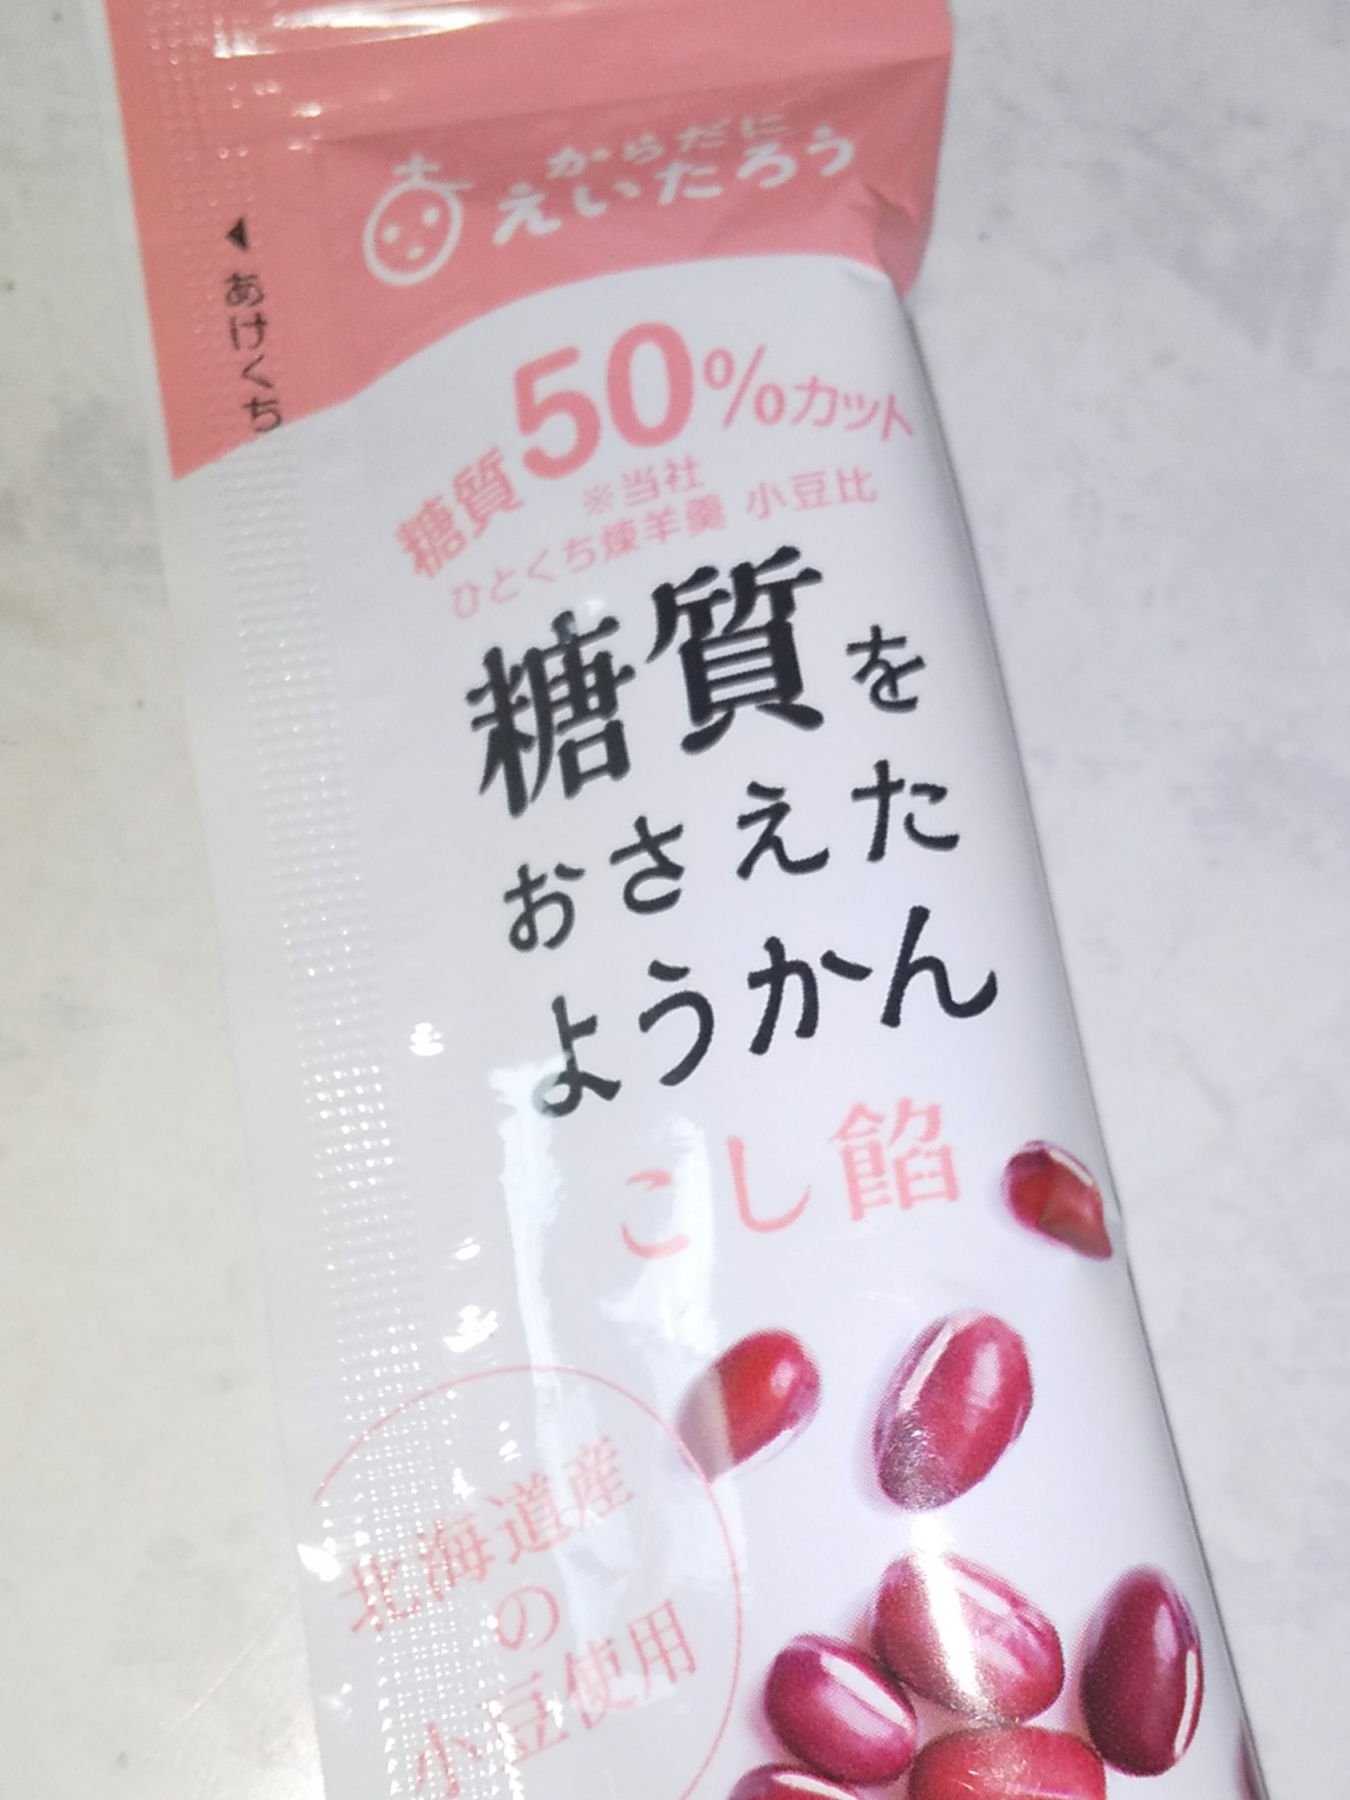 からだに
えいたろう
あけくち
糖質50%カット
※当社
ひとくち煉羊羹 小豆比
糖質を
おさえた
ようかん
こし餡
北海道産
の
小豆使用